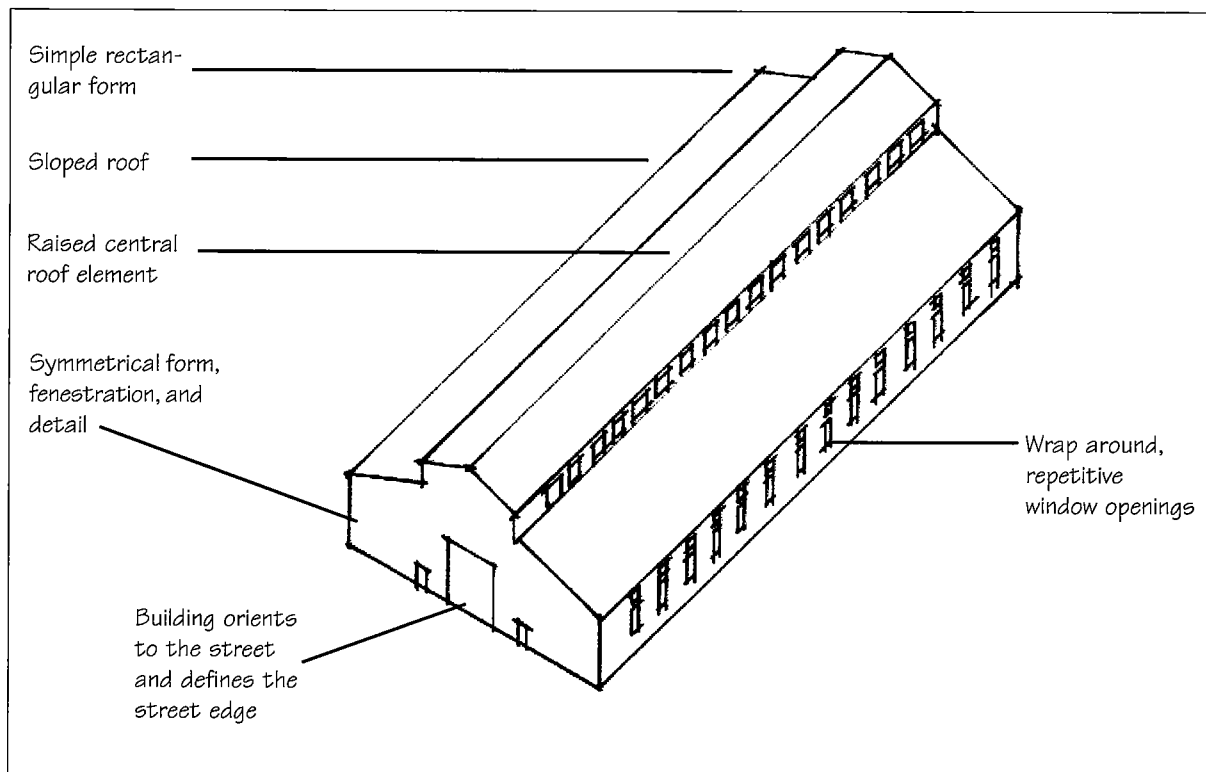 Simple rectan-
gular form
Sloped roof
Raised central
roof element
Symmetrical form,
fenestration, and
detail
Wrap around,
repetitive
window openings
Building orients
to the street
and defines the
street edge